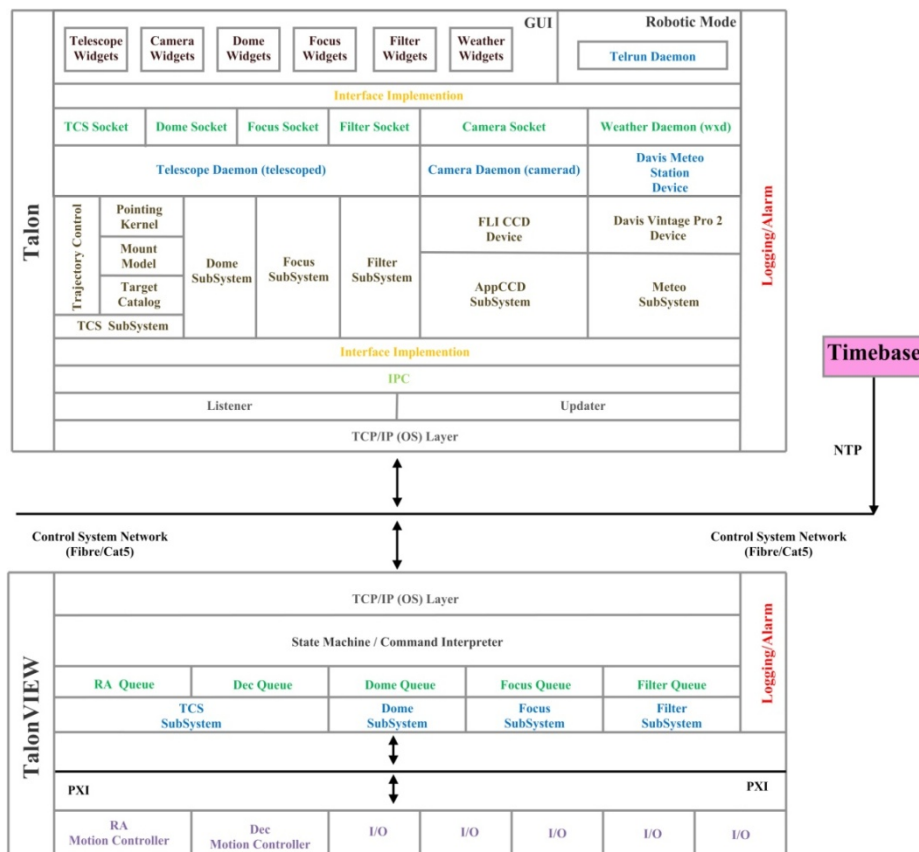 GUI
Robotic Mode
Telescope
Widgets
Camera
Widgets
Dome
Widgets
Focus
Widgets
Filter
Widgets
Weather
Widgets
Telrun Daemon
Interface Implemention
TCS Socket
Dome Socket
Focus Socket
Filter Socket
Camera Socket
Weather Daemon (wxd)
Telescope Daemon (telescoped)
Camera Daemon (camerad)
Davis Meteo
Station
Device
Talon
Trajectory Control
Pointing
Kernel
Mount
Model
Target
Catalog
TCS SubSystem
Dome
SubSystem
Focus
SubSystem
Filter
SubSystem
FLI CCD
Device
AppCCD
SubSystem
Davis Vintage Pro 2
Device
Meteo
SubSystem
Logging/Alarm
Interface Implemention
IPC
Listener
Updater
TCP/IP (OS) Layer
Timebase
NTP
Control System Network
(Fibre/Cat5)
Control System Network
(Fibre/Cat5)
TalonVIEW
TCP/IP (OS) Layer
State Machine / Command Interpreter
Logging/Alarm
RA Queue
Dec Queue
Dome Queue
Focus Queue
Filter Queue
TCS
SubSystem
Dome
SubSystem
Focus
SubSystem
Filter
SubSystem
PXI
PXI
RA
Motion Controller
Dec
Motion Controller
I/O
I/O
I/O
I/O
I/O